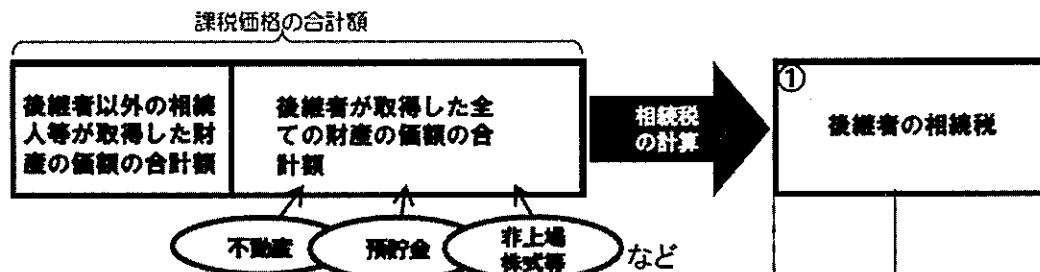 課税価格の合計額
後継者以外の相続
人等が取得した財
産の価額の合計額
後継者が取得した全
ての財産の価額の合
計額
相続税
の計算
①
後継者の相続税
不動産
預貯金
非上場
株式等
など